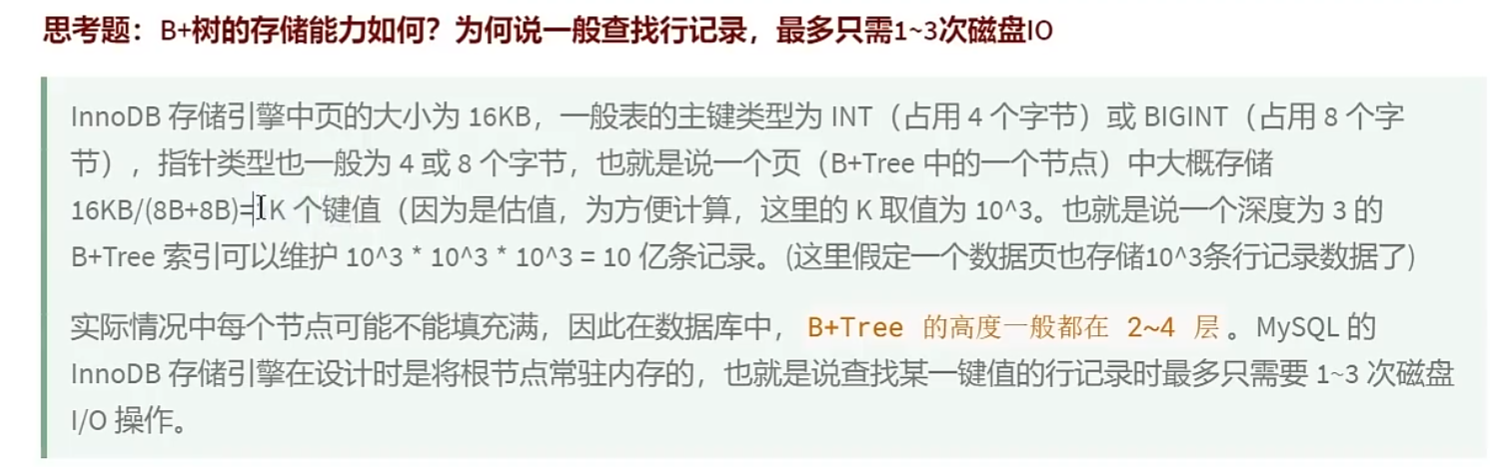 思考题：B+树的存储能力如何？为何说一般查找行记录，最多只需1~3次磁盘IO
InnoDB 存储引擎中页的大小为 16KB，一般表的主键类型为 INT（占用 4 个字节）或 BIGINT（占用 8 个字
节），指针类型也一般为 4 或 8 个字节，也就是说一个页（B+Tree 中的一个节点）中大概存储
16KB/(8B+8B)=1K 个键值（因为是估值，为方便计算，这里的 K 取值为 10^3。也就是说一个深度为 3 的
B+Tree 索引可以维护 10^3 * 10^3 * 10^3 = 10 亿条记录。(这里假定一个数据页也存储10^3条行记录数据了)
实际情况中每个节点可能不能填充满，因此在数据库中， B+Tree 的高度一般都在 2~4 层 。MySQL 的
InnoDB 存储引擎在设计时是将根节点常驻内存的，也就是说查找某一键值的行记录时最多只需要 1~3 次磁盘
I/O 操作。